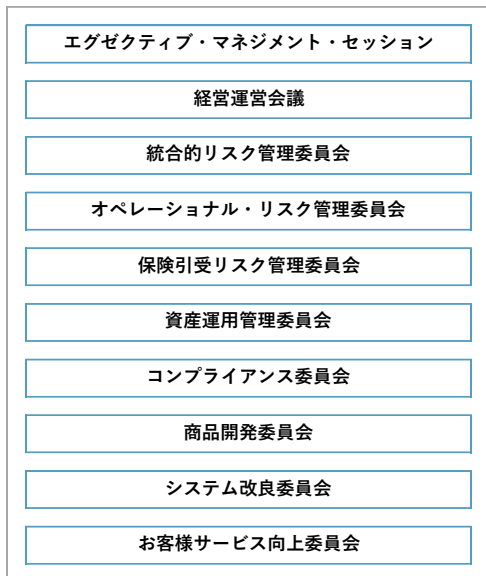 エグゼクティブ・マネジメント・セッション
経営運営会議
統合的リスク管理委員会
オペレーショナル・リスク管理委員会
保険引受リスク管理委員会
資産運用管理委員会
コンプライアンス委員会
商品開発委員会
システム改良委員会
お客様サービス向上委員会